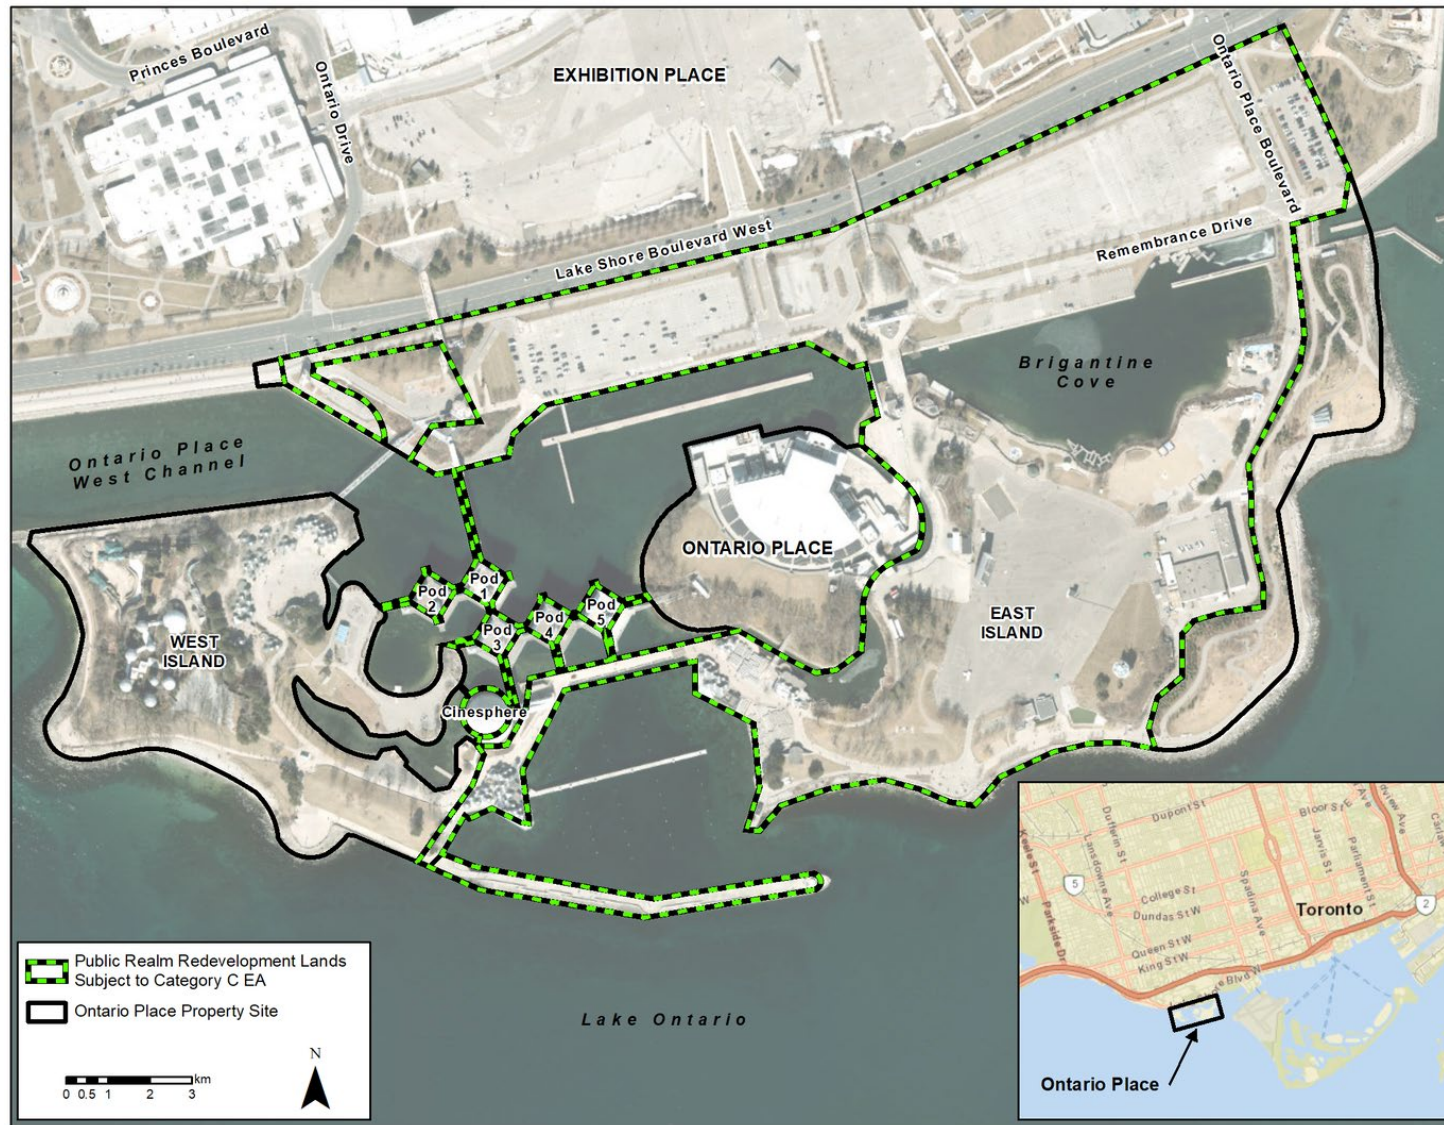 Princes Boulevard
Ontario Drive
EXHIBITION PLACE
Ontario Place Boulevard
Lake Shore Boulevard West
Remembrance Drive
Brigantine
Cove
Ontario Place
West Channel
ONTARIO PLACE
Pod
1
Pod
2
Pod
3
Pod
4
Pod
5
WEST
ISLAND
EAST
ISLAND
Cinesphere
Lake Ontario
Public Realm Redevelopment Lands
Subject to Category C EA
Ontario Place Property Site
km
0 0.5 1 2 3
N
Keele St
Parkside Dr
Lansdowne Ave
Dufferin St
Dupont St
Bloor St E
Jarvis St
Parliament St
Spadina Ave
College St
Dundas St W
Queen St W
King St W
Blvd W
W
5
2
Toronto
Ontario Place